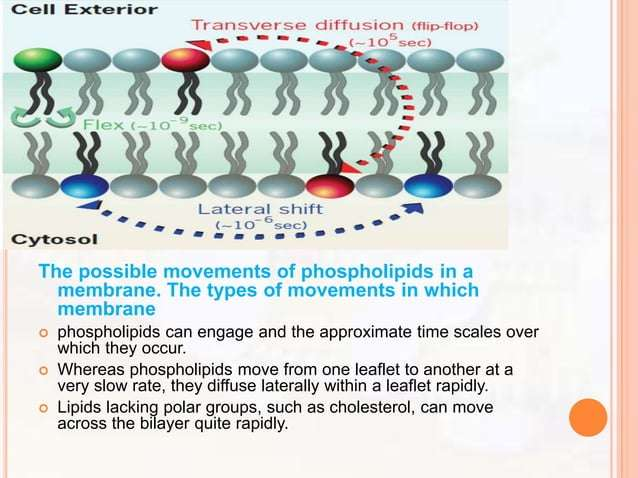 Cell Exterior
Transverse diffusion (flip-flop)
(~10⁵sec)
Flex (~10⁻⁹sec)
Lateral shift
(~10⁻⁶sec)
Cytosol
The possible movements of phospholipids in a
membrane. The types of movements in which
membrane
phospholipids can engage and the approximate time scales over
which they occur.
Whereas phospholipids move from one leaflet to another at a
very slow rate, they diffuse laterally within a leaflet rapidly.
Lipids lacking polar groups, such as cholesterol, can move
across the bilayer quite rapidly.